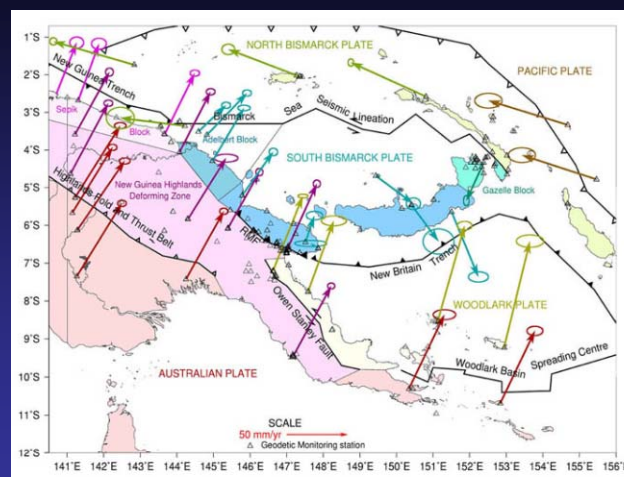 1°S
2°S
3°S
4°S
5°S
6°S
7°S
8°S
9°S
10°S
11°S
12°S
NORTH BISMARCK PLATE
PACIFIC PLATE
New Guinea Trench
Sepik
Block
Bismarck
Sea
Seismic Lineation
Adelbert Block
SOUTH BISMARCK PLATE
Gazelle Block
New Guinea Highlands
Deforming Zone
Highlands Fold and Thrust Belt
RMF
New Britain Trench
Owen Stanley Fault
WOODLARK PLATE
Woodlark Basin
Spreading Centre
AUSTRALIAN PLATE
SCALE
50 mm/yr
Geodetic Monitoring station
141°E 142°E 143°E 144°E 145°E 146°E 147°E 148°E 149°E 150°E 151°E 152°E 153°E 154°E 155°E 156°E